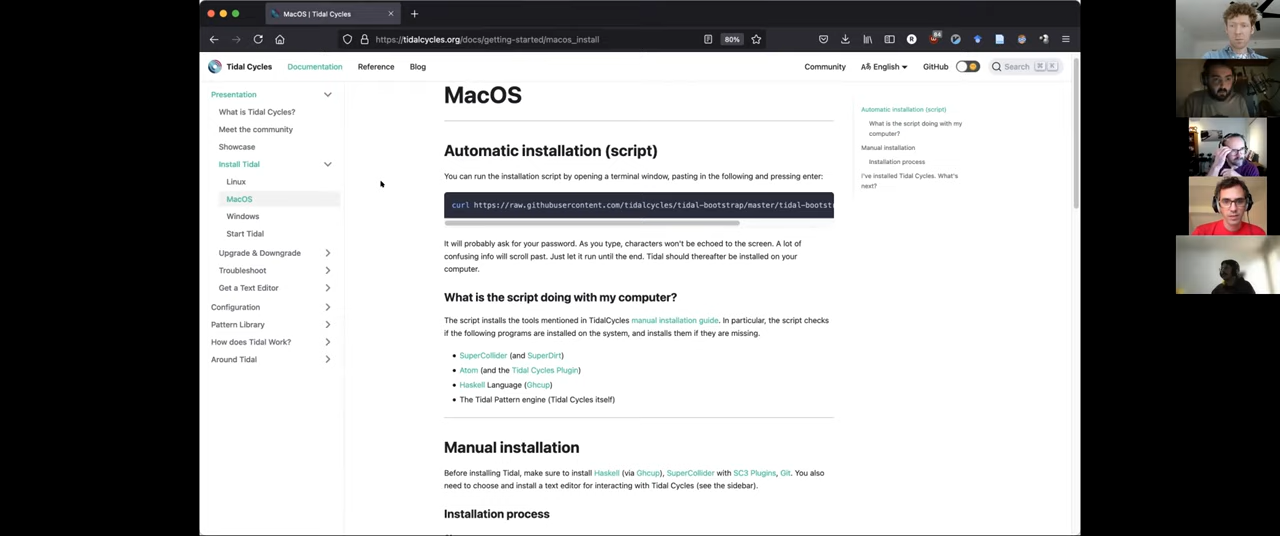 MacOS | Tidal Cycles
https://tidalcycles.org/docs/getting-started/macos_install
80%
Tidal Cycles
Documentation
Reference
Blog
Community
English
GitHub
Search
Presentation
What is Tidal Cycles?
Meet the community
Showcase
Install Tidal
Linux
MacOS
Windows
Start Tidal
Upgrade & Downgrade
Troubleshoot
Get a Text Editor
Configuration
Pattern Library
How does Tidal Work?
Around Tidal
MacOS
Automatic installation (script)
You can run the installation script by opening a terminal window, pasting in the following and pressing enter:
curl https://raw.githubusercontent.com/tidalcycles/tidal-bootstrap/master/tidal-bootst
It will probably ask for your password. As you type, characters won't be echoed to the screen. A lot of
confusing info will scroll past. Just let it run until the end. Tidal should thereafter be installed on your
computer.
What is the script doing with my computer?
The script installs the tools mentioned in TidalCycles manual installation guide. In particular, the script checks
if the following programs are installed on the system, and installs them if they are missing.
• SuperCollider (and SuperDirt)
• Atom (and the Tidal Cycles Plugin)
• Haskell Language (Ghcup)
• The Tidal Pattern engine (Tidal Cycles itself)
Manual installation
Before installing Tidal, make sure to install Haskell (via Ghcup), SuperCollider with SC3 Plugins, Git. You also
need to choose and install a text editor for interacting with Tidal Cycles (see the sidebar).
Installation process
Automatic installation (script)
What is the script doing with my
computer?
Manual installation
Installation process
I've installed Tidal Cycles. What's
next?